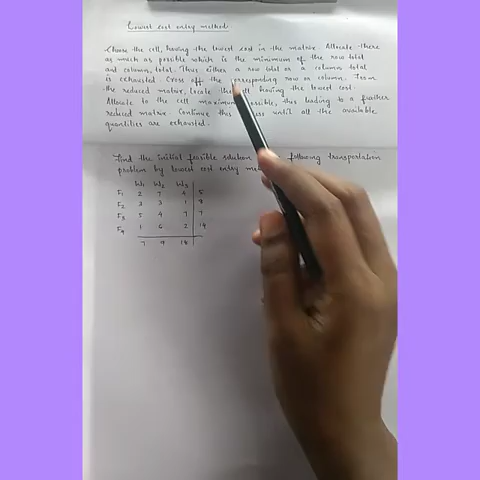 Lowest cost entry method:
Choose the cell, having the lowest cost in the matrix. Allocate there
as much as possible which is the minimum of the row total
and column, total. Thus either a row total or a column total
is exhausted. Cross off the corresponding row or column. From
the reduced matrix, locate the cell having the lowest cost.
Allocate to the cell maximum possible, thus leading to a further
reduced matrix. Continue this until all the available
quantities are exhausted.
Find the initial feasible solution following transportation
problem by lowest cost entry
W1 W2 W3
F1 2 7 4 5
F2 3 3 1 8
F3 5 4 7 7
F4 1 6 2 14
7 9 18